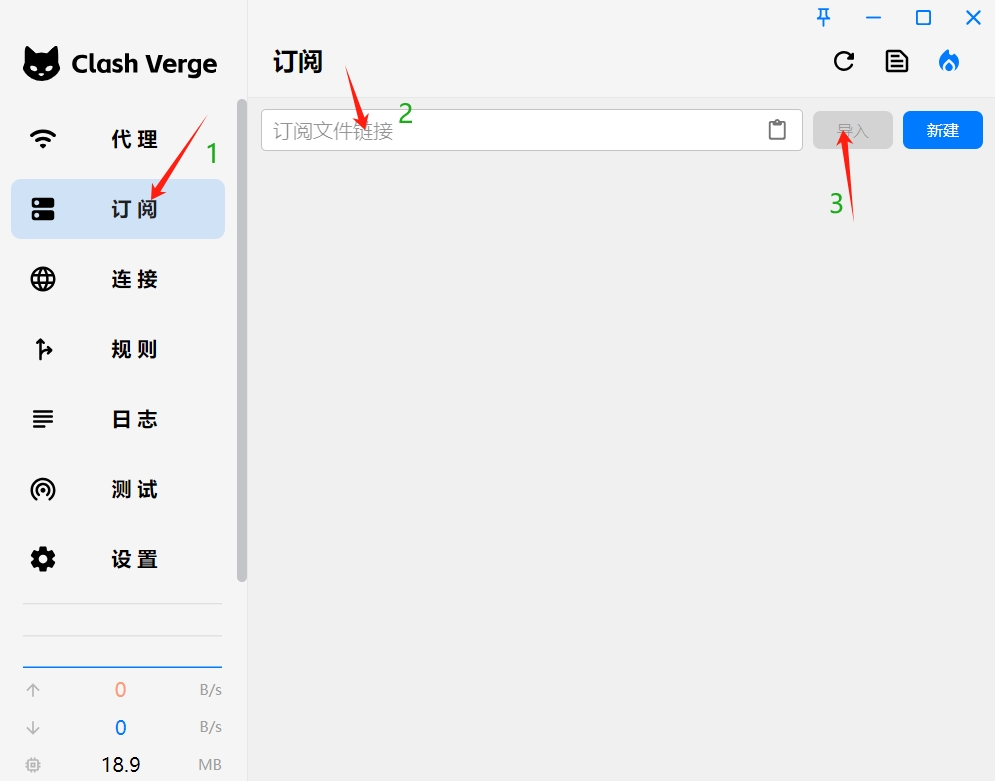 Clash Verge
代 理
1
订 阅
连 接
规 则
日 志
测 试
设 置
0 B/s
0 B/s
18.9 MB
订阅
订阅文件链接
2
导入
新建
3